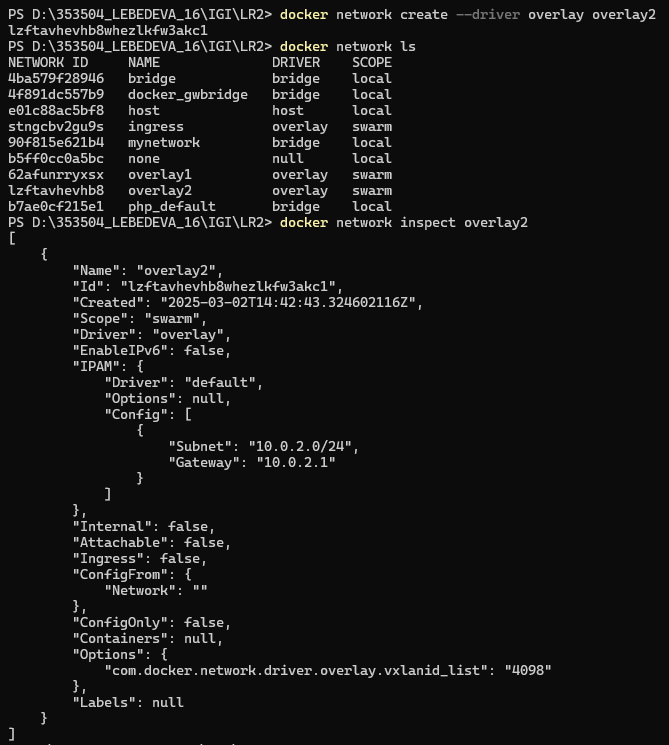 PS D:\353504_LEBEDEVA_16\IGI\LR2> docker network create --driver overlay overlay2
lzftavhevhb8whezlkfw3akc1
PS D:\353504_LEBEDEVA_16\IGI\LR2> docker network ls
NETWORK ID     NAME              DRIVER    SCOPE
4ba579f28946   bridge            bridge    local
4f891dc557b9   docker_gwbridge   bridge    local
e01c88ac5bf8   host              host      local
stngcbv2gu9s   ingress           overlay   swarm
90f815e621b4   mynetwork         bridge    local
b5ff0cc0a5bc   none              null      local
62afunrryxsx   overlay1          overlay   swarm
lzftavhevhb8   overlay2          overlay   swarm
b7ae0cf215e1   php_default       bridge    local
PS D:\353504_LEBEDEVA_16\IGI\LR2> docker network inspect overlay2
[
    {
        "Name": "overlay2",
        "Id": "lzftavhevhb8whezlkfw3akc1",
        "Created": "2025-03-02T14:42:43.324602116Z",
        "Scope": "swarm",
        "Driver": "overlay",
        "EnableIPv6": false,
        "IPAM": {
            "Driver": "default",
            "Options": null,
            "Config": [
                {
                    "Subnet": "10.0.2.0/24",
                    "Gateway": "10.0.2.1"
                }
            ]
        },
        "Internal": false,
        "Attachable": false,
        "Ingress": false,
        "ConfigFrom": {
            "Network": ""
        },
        "ConfigOnly": false,
        "Containers": null,
        "Options": {
            "com.docker.network.driver.overlay.vxlanid_list": "4098"
        },
        "Labels": null
    }
]